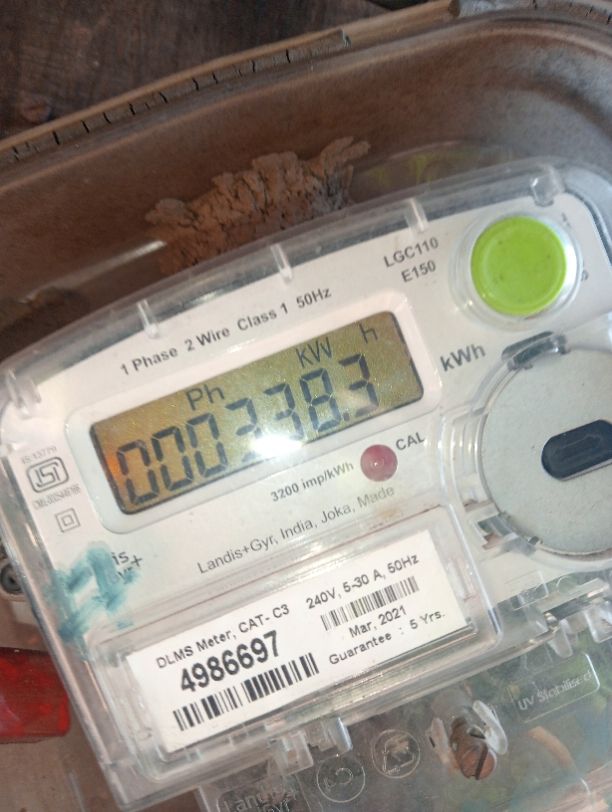 LGC110
E150
1 Phase 2 Wire Class 1 50Hz
kWh
Ph kW h
000338.3
CAL
3200 imp/kWh
ISI
Landis+Gyr, India, Joka, Made
DLMS Meter, CAT- C3 240V, 5-30 A, 50Hz
4986697
Mar, 2021
Guarantee : 5 Yrs.
UV Stabilised